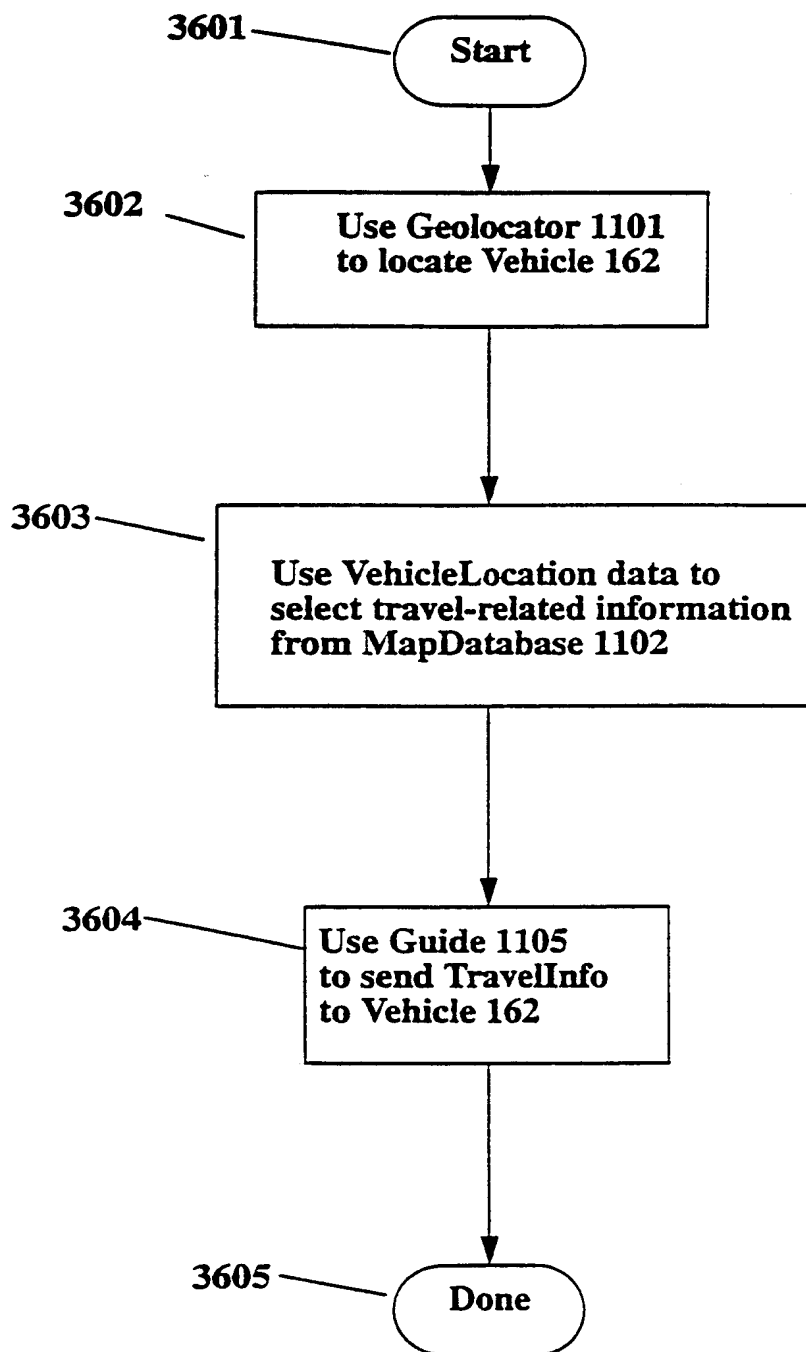 3601
Start
3602
Use Geolocator 1101
to locate Vehicle 162
3603
Use VehicleLocation data to
select travel-related information
from MapDatabase 1102
3604
Use Guide 1105
to send TravelInfo
to Vehicle 162
3605
Done